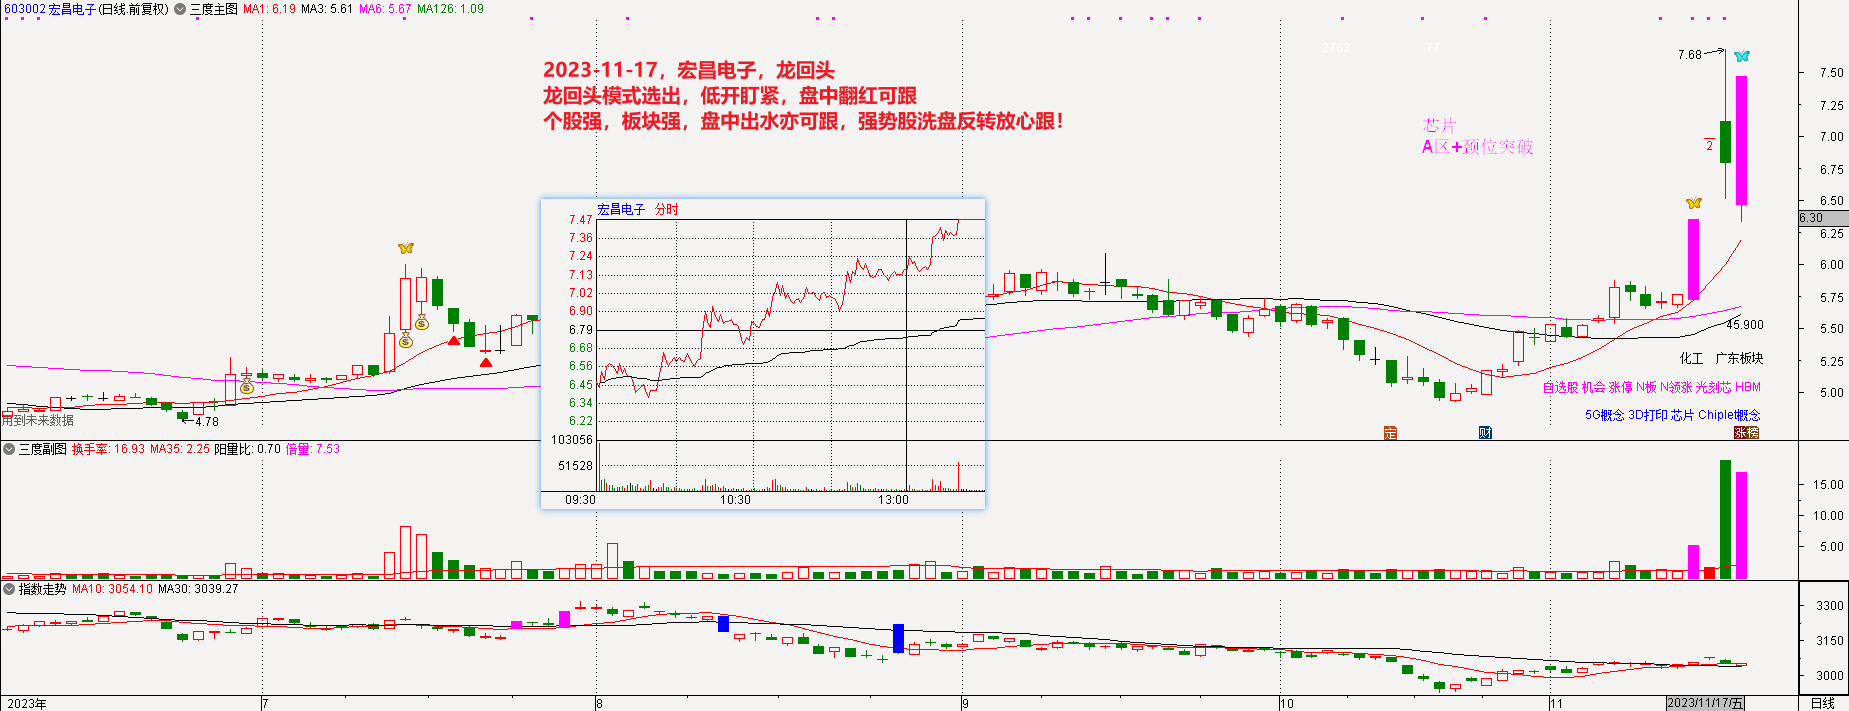 603002 宏昌电子(日线.前复权) 三度主图 MA1: 6.19 MA3: 5.61 MA6: 5.67 MA126: 1.09
2763 77
2023-11-17，宏昌电子，龙回头
龙回头模式选出，低开盯紧，盘中翻红可跟
个股强，板块强，盘中出水亦可跟，强势股洗盘反转放心跟！
芯片
A区+颈位突破
7.68
2
7.50
7.25
7.00
6.75
6.50
6.30
6.25
6.00
5.75
5.50
5.25
5.00
宏昌电子 分时
7.47
7.36
7.24
7.13
7.02
6.90
6.79
6.68
6.56
6.45
6.34
6.22
103056
51528
09:30 10:30 13:00
45.900
化工 广东板块
自选股 机会 涨停 N板 N领涨 光刻芯 HBM
5G概念 3D打印 芯片 Chiplet概念
定 财 涨榜
用到未来数据
4.78
三度副图 换手率: 16.93 MA35: 2.25 阳量比: 0.70 倍量: 7.53
15.00
10.00
5.00
指数走势 MA10: 3054.10 MA30: 3039.27
3300
3150
3000
2023年 7 8 9 10 11 2023/11/17/五 日线